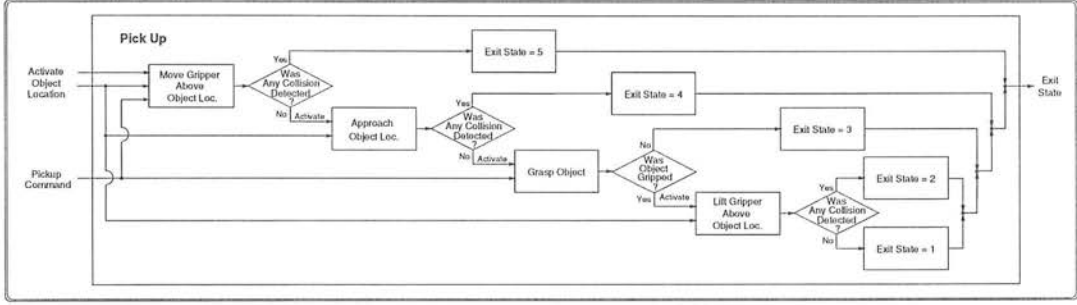 Pick Up
Activate
Object
Location
Pickup
Command
Move Gripper
Above
Object Loc.
Was
Any Collision
Detected
?
Yes
No
Activate
Exit State = 5
Approach
Object Loc.
Was
Any Collision
Detected
?
Yes
No
Activate
Exit State = 4
Grasp Object
Was
Object
Gripped
?
No
Yes
Activate
Exit State = 3
Lilt Gripper
Above
Object Loc.
Was
Any Collision
Detected
?
Yes
No
Exit State = 2
Exit State = 1
Exit
State